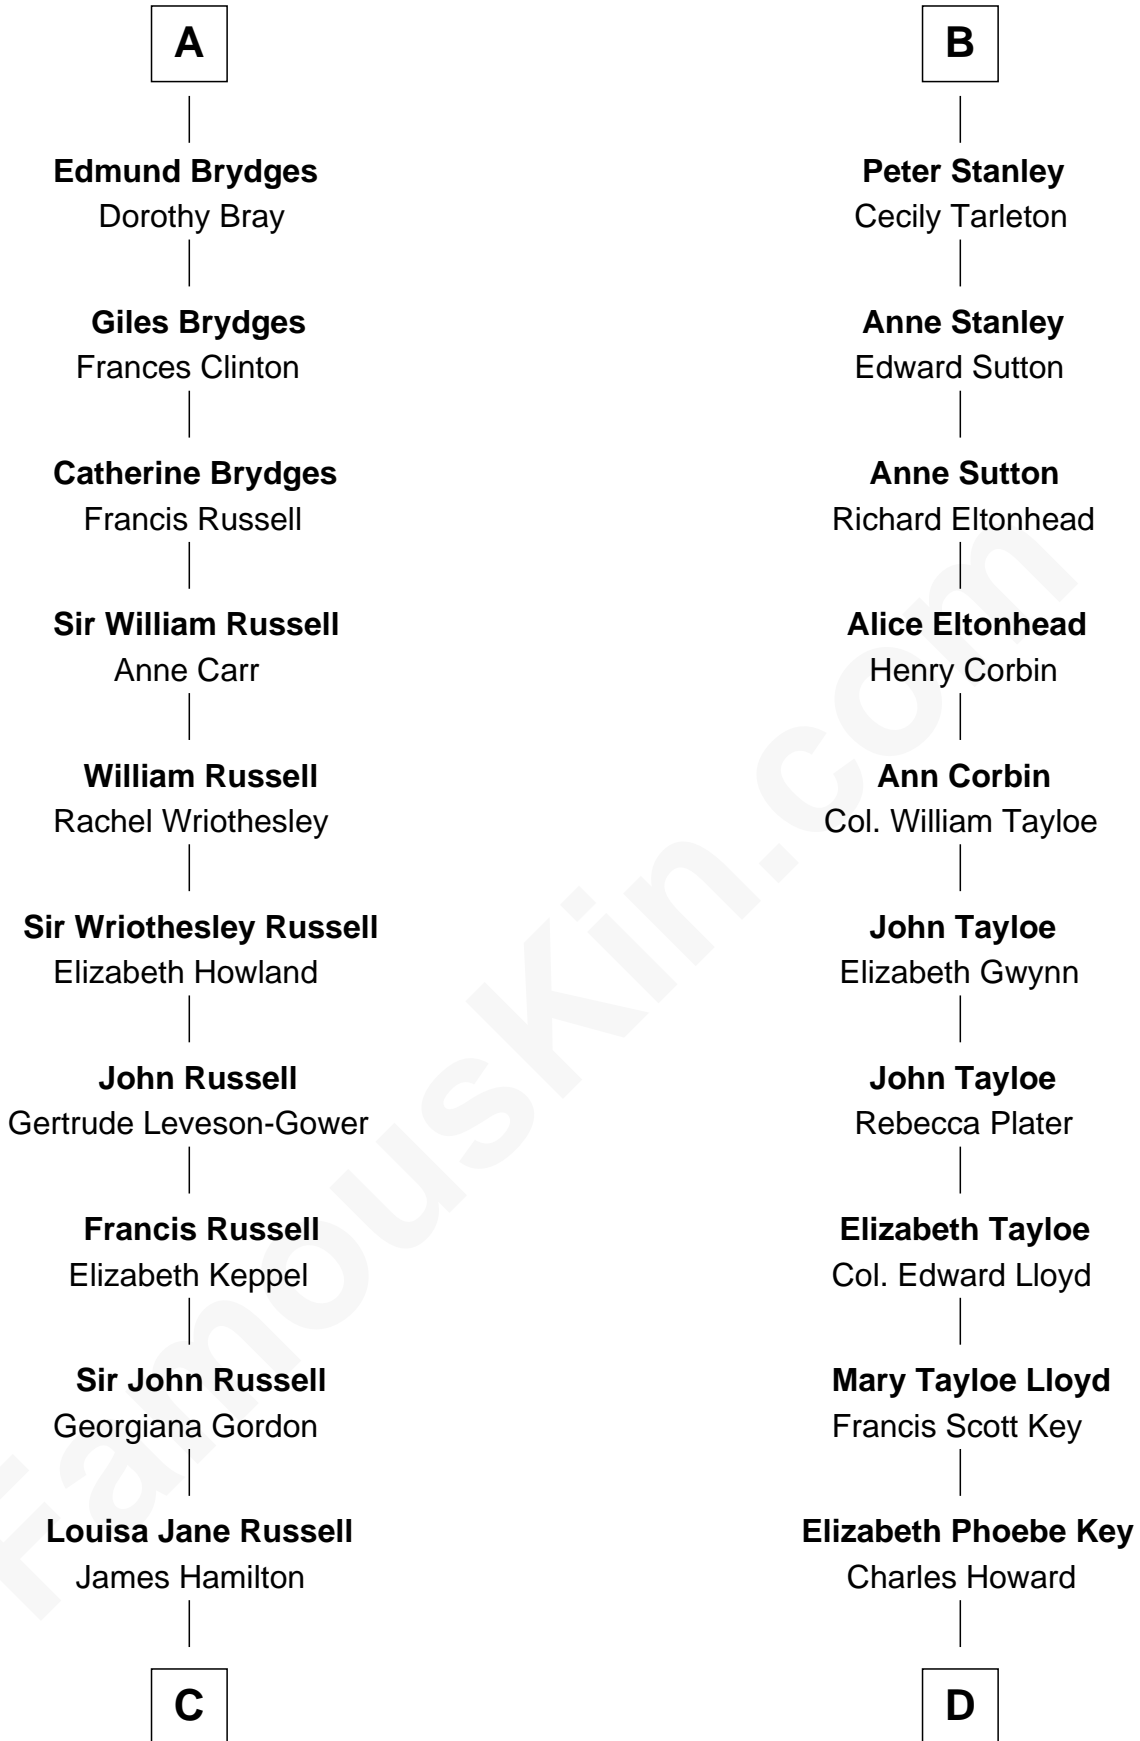 A
Edmund Brydges
Dorothy Bray
Giles Brydges
Frances Clinton
Catherine Brydges
Francis Russell
Sir William Russell
Anne Carr
William Russell
Rachel Wriothesley
Sir Wriothesley Russell
Elizabeth Howland
John Russell
Gertrude Leveson-Gower
Francis Russell
Elizabeth Keppel
Sir John Russell
Georgiana Gordon
Louisa Jane Russell
James Hamilton
C
B
Peter Stanley
Cecily Tarleton
Anne Stanley
Edward Sutton
Anne Sutton
Richard Eltonhead
Alice Eltonhead
Henry Corbin
Ann Corbin
Col. William Tayloe
John Tayloe
Elizabeth Gwynn
John Tayloe
Rebecca Plater
Elizabeth Tayloe
Col. Edward Lloyd
Mary Tayloe Lloyd
Francis Scott Key
Elizabeth Phoebe Key
Charles Howard
D
FamousKin.com